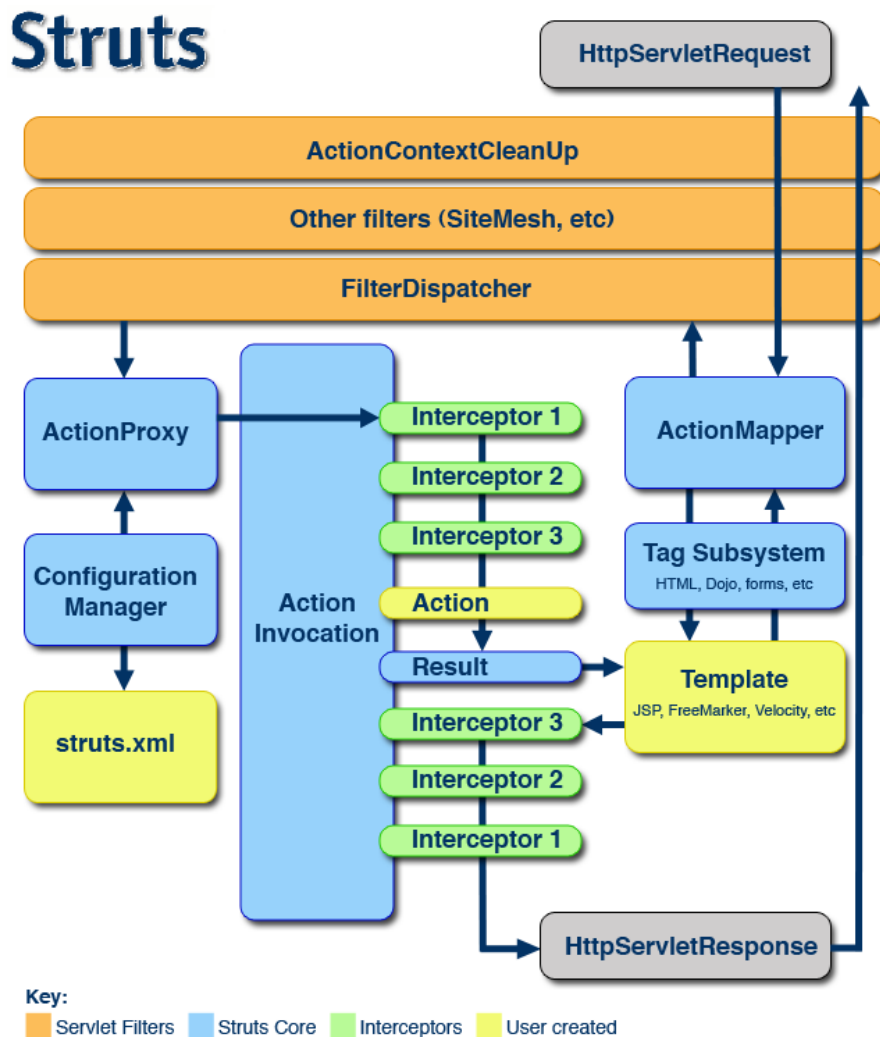 Struts
HttpServletRequest
ActionContextCleanUp
Other filters (SiteMesh, etc)
FilterDispatcher
ActionProxy
Interceptor 1
ActionMapper
Interceptor 2
Interceptor 3
Tag Subsystem
HTML, Dojo, forms, etc
Configuration
Manager
Action
Invocation
Action
Result
Template
JSP, FreeMarker, Velocity, etc
struts.xml
Interceptor 3
Interceptor 2
Interceptor 1
HttpServletResponse
Key:
Servlet Filters
Struts Core
Interceptors
User created